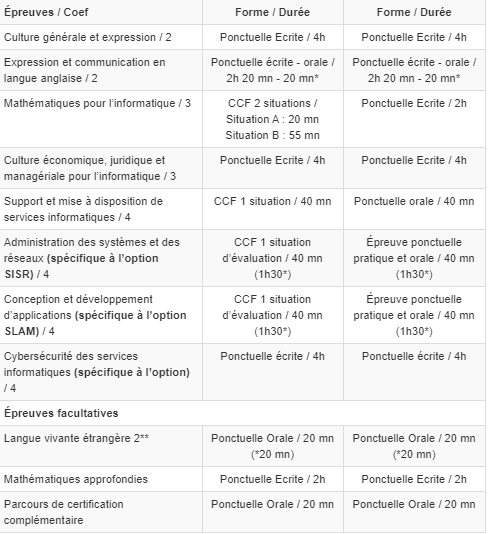 Épreuves / Coef
Forme / Durée
Forme / Durée
Culture générale et expression / 2
Ponctuelle Ecrite / 4h
Ponctuelle Ecrite / 4h
Expression et communication en
langue anglaise / 2
Ponctuelle écrite - orale /
2h 20 mn - 20 mn*
Ponctuelle écrite - orale /
2h 20 mn - 20 mn*
Mathématiques pour l'informatique / 3
CCF 2 situations /
Situation A : 20 mn
Situation B : 55 mn
Ponctuelle Ecrite / 2h
Culture économique, juridique et
managériale pour l'informatique / 3
Ponctuelle Ecrite / 4h
Ponctuelle Ecrite / 4h
Support et mise à disposition de
services informatiques / 4
CCF 1 situation / 40 mn
Ponctuelle orale / 40 mn
Administration des systèmes et des
réseaux (spécifique à l'option
SISR) / 4
CCF 1 situation
d'évaluation / 40 mn
(1h30*)
Épreuve ponctuelle
pratique et orale / 40 mn
(1h30*)
Conception et développement
d'applications (spécifique à l'option
SLAM) / 4
CCF 1 situation
d'évaluation / 40 mn
(1h30*)
Épreuve ponctuelle
pratique et orale / 40 mn
(1h30*)
Cybersécurité des services
informatiques (spécifique à l'option)
/ 4
Ponctuelle écrite / 4h
Ponctuelle écrite / 4h
Épreuves facultatives
Langue vivante étrangère 2**
Ponctuelle Orale / 20 mn
(*20 mn)
Ponctuelle Orale / 20 mn
(*20 mn)
Mathématiques approfondies
Ponctuelle Ecrite / 2h
Ponctuelle Ecrite / 2h
Parcours de certification
complémentaire
Ponctuelle Orale / 20 mn
Ponctuelle Orale / 20 mn